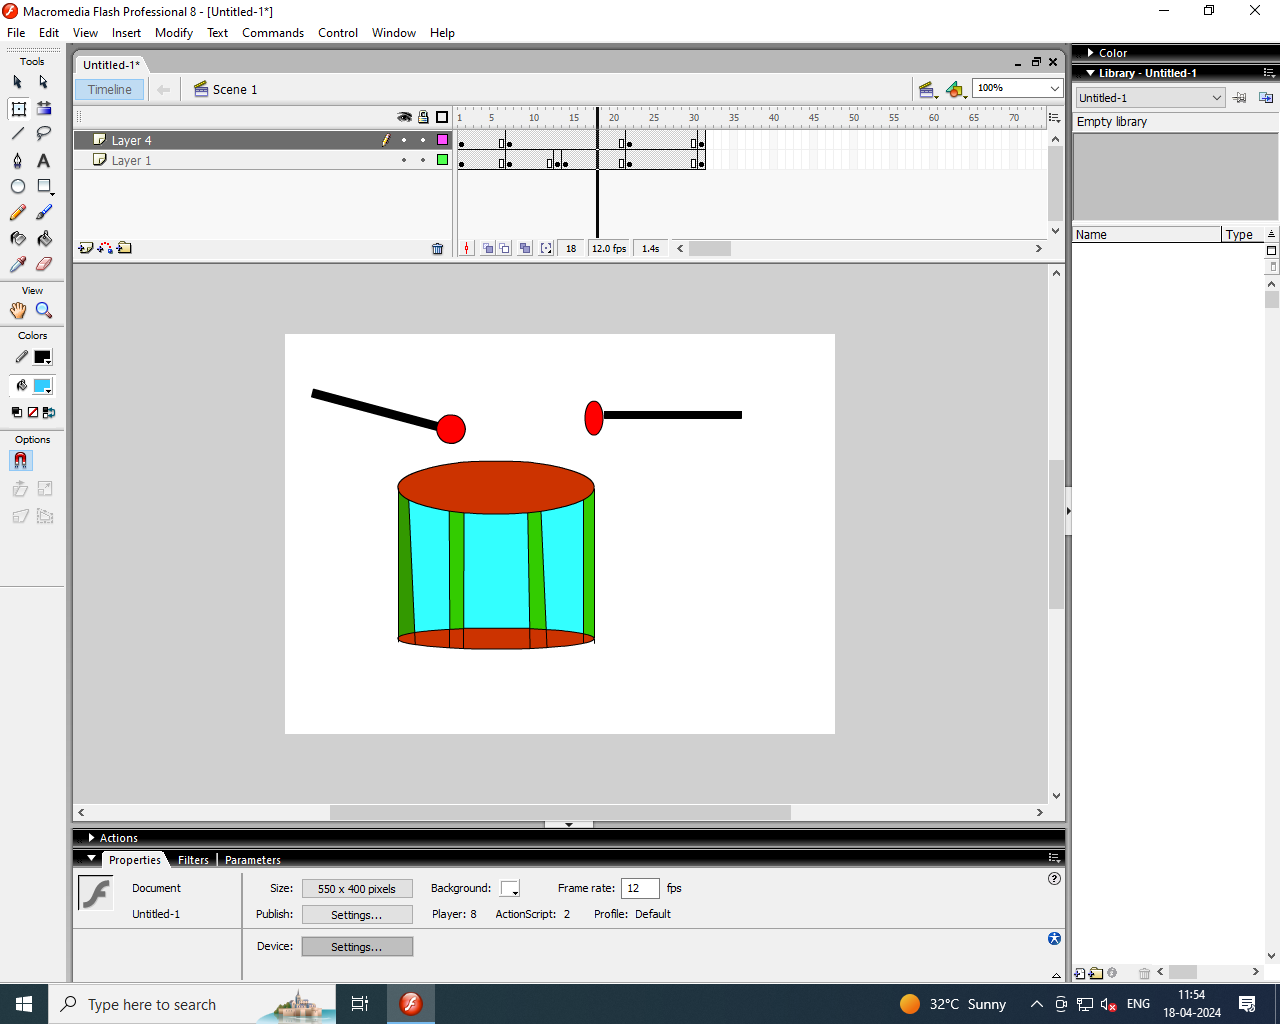 Macromedia Flash Professional 8 - [Untitled-1*]
File Edit View Insert Modify Text Commands Control Window Help
Tools
View
Colors
Options
Untitled-1*
Timeline
Scene 1
100%
1 5 10 15 20 25 30 35 40 45 50 55 60 65 70
Layer 4
Layer 1
18 12.0 fps 1.4s
Color
Library - Untitled-1
Untitled-1
Empty library
Name Type
Actions
Properties Filters Parameters
Document
Untitled-1
Size: 550 x 400 pixels Background: Frame rate: 12 fps
Publish: Settings... Player: 8 ActionScript: 2 Profile: Default
Device: Settings...
Type here to search
32°C Sunny
ENG
11:54
18-04-2024